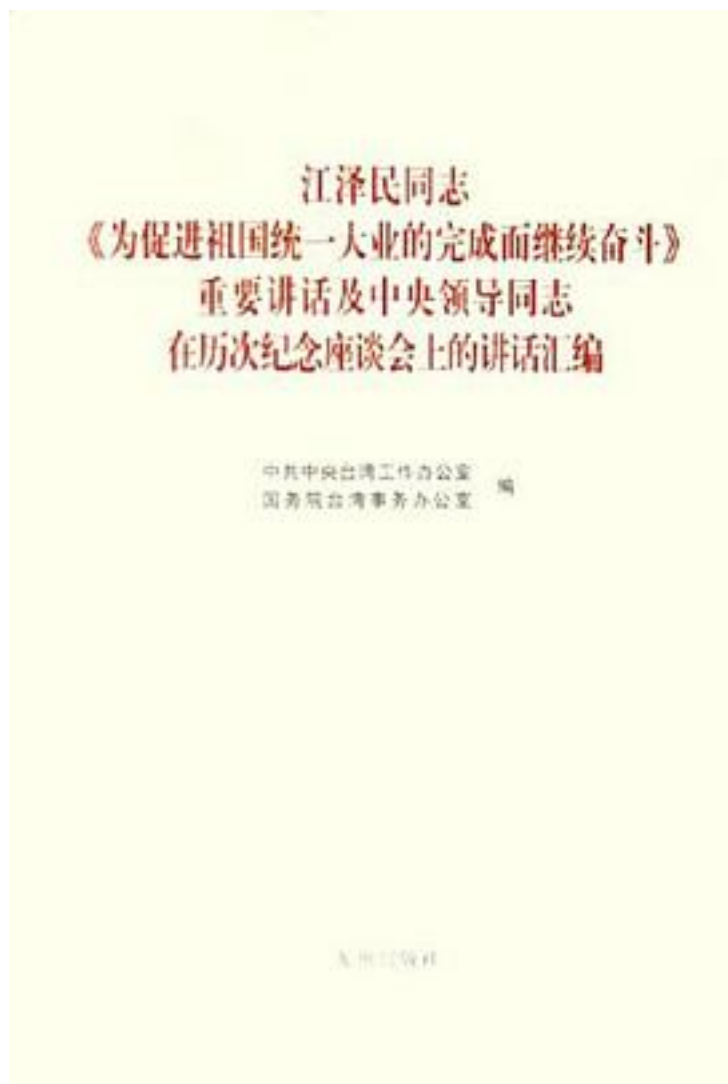 江泽民同志
《为促进祖国统一大业的完成而继续奋斗》
重要讲话及中央领导同志
在历次纪念座谈会上的讲话汇编
中共中央台湾工作办公室
国务院台湾事务办公室 编
出版社